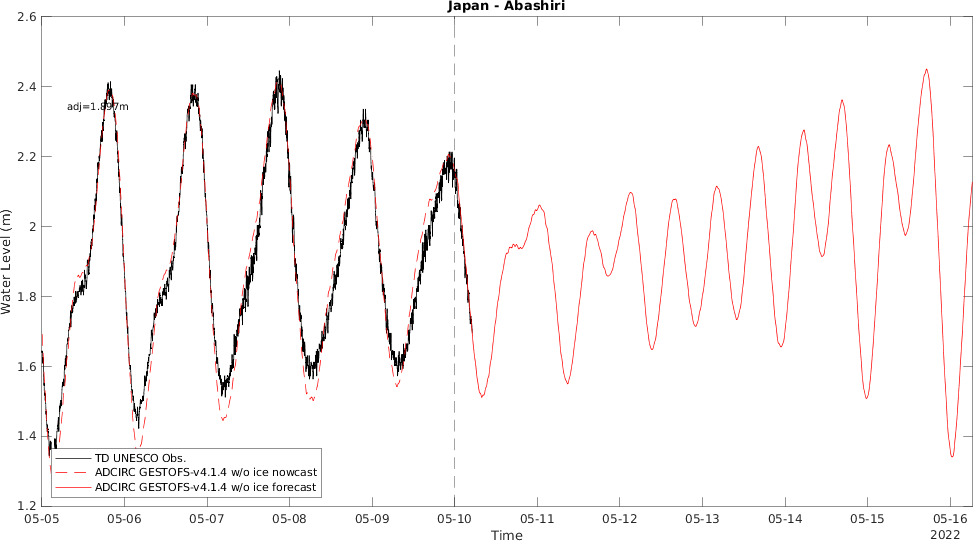 Japan - Abashiri
2.6
2.4
2.2
2
1.8
1.6
1.4
1.2
Water Level (m)
adj=1.897m
TD UNESCO Obs.
ADCIRC GESTOFS-v4.1.4 w/o ice nowcast
ADCIRC GESTOFS-v4.1.4 w/o ice forecast
05-05 05-06 05-07 05-08 05-09 05-10 05-11 05-12 05-13 05-14 05-15 05-16
Time
2022